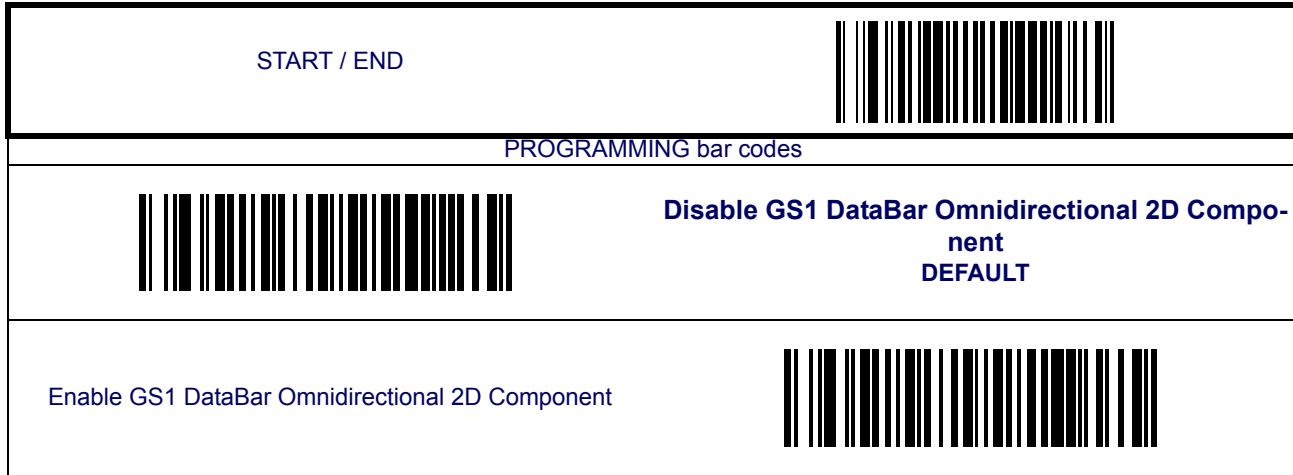 START / END
PROGRAMMING bar codes
Disable GS1 DataBar Omnidirectional 2D Compo-
nent
DEFAULT
Enable GS1 DataBar Omnidirectional 2D Component